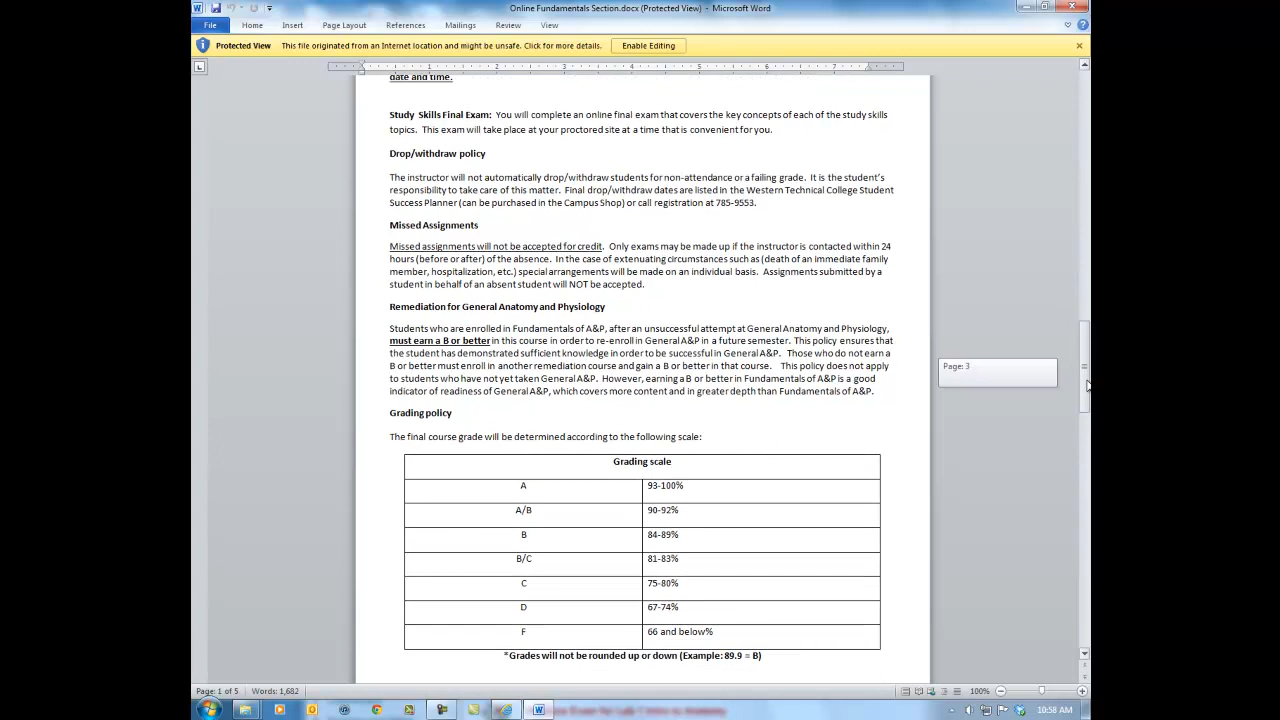 Online Fundamentals Section.docx (Protected View) - Microsoft Word
File Home Insert Page Layout References Mailings Review View
Protected View This file originated from an Internet location and might be unsafe. Click for more details. Enable Editing
1 2 3 4 5 6 7
date and time.
Study Skills Final Exam: You will complete an online final exam that covers the key concepts of each of the study skills
topics. This exam will take place at your proctored site at a time that is convenient for you.
Drop/withdraw policy
The instructor will not automatically drop/withdraw students for non-attendance or a failing grade. It is the student's
responsibility to take care of this matter. Final drop/withdraw dates are listed in the Western Technical College Student
Success Planner (can be purchased in the Campus Shop) or call registration at 785-9553.
Missed Assignments
Missed assignments will not be accepted for credit. Only exams may be made up if the instructor is contacted within 24
hours (before or after) of the absence. In the case of extenuating circumstances such as (death of an immediate family
member, hospitalization, etc.) special arrangements will be made on an individual basis. Assignments submitted by a
student in behalf of an absent student will NOT be accepted.
Remediation for General Anatomy and Physiology
Students who are enrolled in Fundamentals of A&P, after an unsuccessful attempt at General Anatomy and Physiology,
must earn a B or better in this course in order to re-enroll in General A&P in a future semester. This policy ensures that
the student has demonstrated sufficient knowledge in order to be successful in General A&P. Those who do not earn a
B or better must enroll in another remediation course and gain a B or better in that course. This policy does not apply
to students who have not yet taken General A&P. However, earning a B or better in Fundamentals of A&P is a good
indicator of readiness of General A&P, which covers more content and in greater depth than Fundamentals of A&P.
Page: 3
Grading policy
The final course grade will be determined according to the following scale:
Grading scale
A 93-100%
A/B 90-92%
B 84-89%
B/C 81-83%
C 75-80%
D 67-74%
F 66 and below%
*Grades will not be rounded up or down (Example: 89.9 = B)
Page: 1 of 5 Words: 1,682 100%
10:58 AM